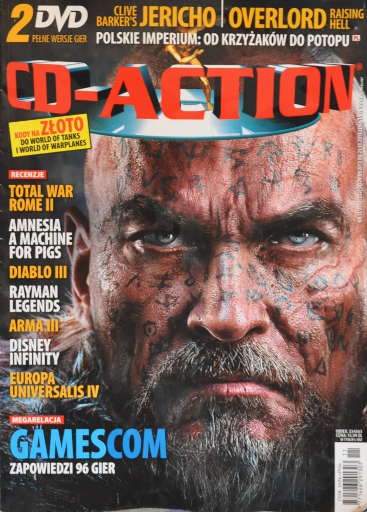 2 DVD
PEŁNE WERSJE GIER
CLIVE BARKER'S JERICHO
OVERLORD RAISING HELL
POLSKIE IMPERIUM: OD KRZYŻAKÓW DO POTOPU PL
CD-ACTION
KODY NA ZŁOTO
DO WORLD OF TANKS
I WORLD OF WARPLANES
RECENZJE
TOTAL WAR
ROME II
AMNESIA
A MACHINE
FOR PIGS
DIABLO III
RAYMAN
LEGENDS
ARMA III
DISNEY
INFINITY
EUROPA
UNIVERSALIS IV
MEGARELACJA
GAMESCOM
ZAPOWIEDZI 96 GIER